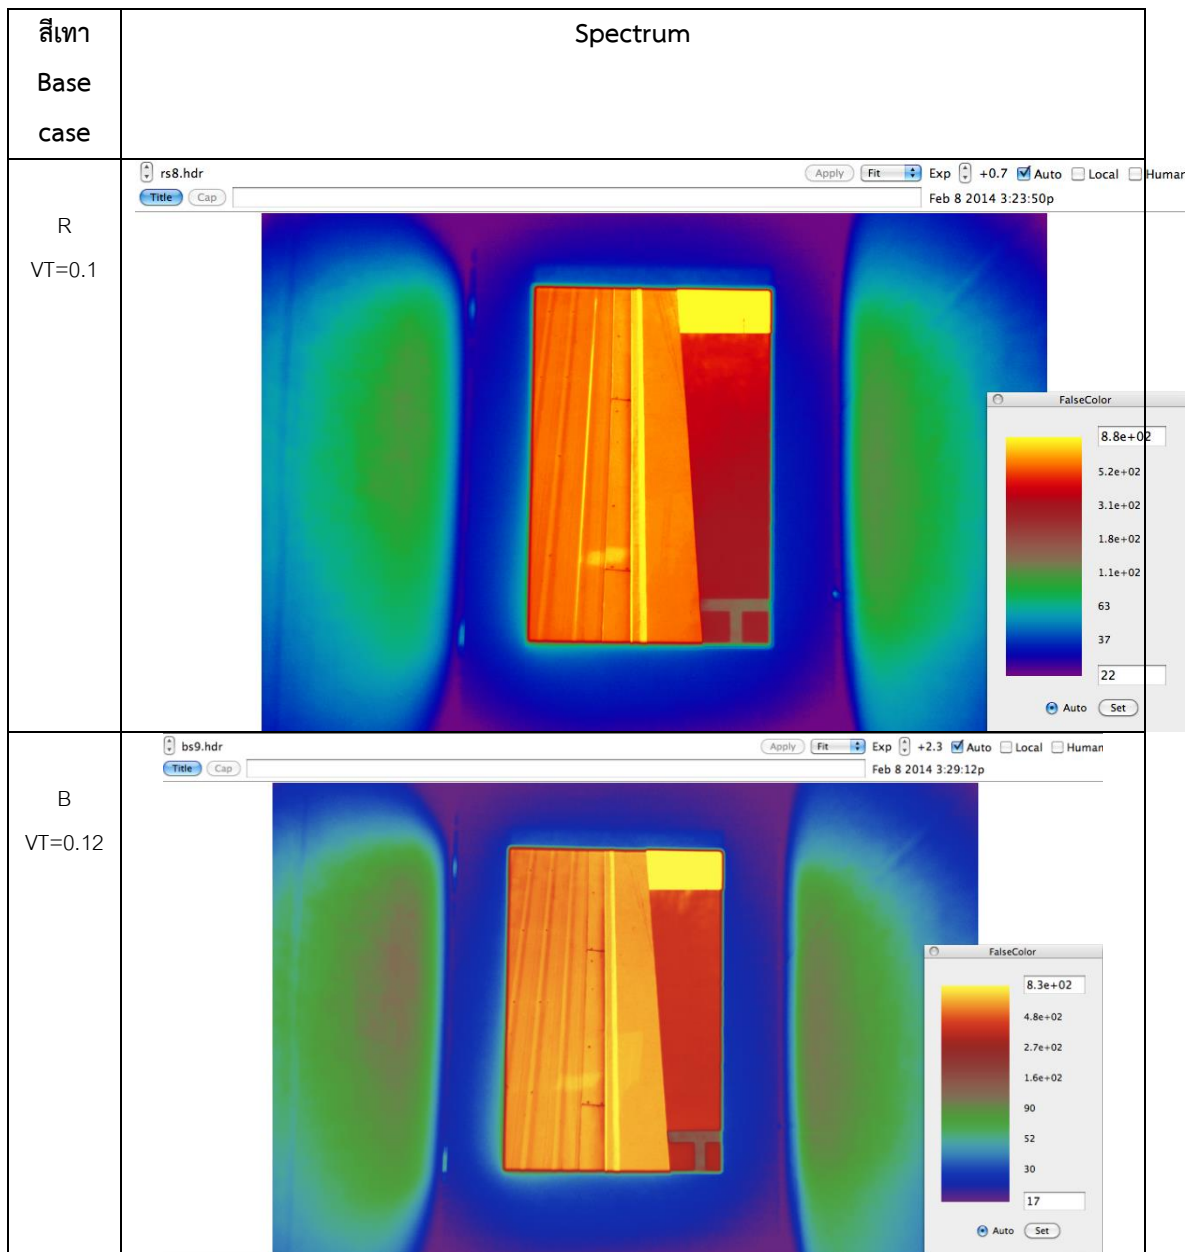 สีเทา
Base
case
Spectrum
R
VT=0.1
rs8.hdr
Apply Fit Exp +0.7 Auto Local Human
Title Cap
Feb 8 2014 3:23:50p
FalseColor
8.8e+02
5.2e+02
3.1e+02
1.8e+02
1.1e+02
63
37
22
Auto Set
B
VT=0.12
bs9.hdr
Apply Fit Exp +2.3 Auto Local Human
Title Cap
Feb 8 2014 3:29:12p
FalseColor
8.3e+02
4.8e+02
2.7e+02
1.6e+02
90
52
30
17
Auto Set